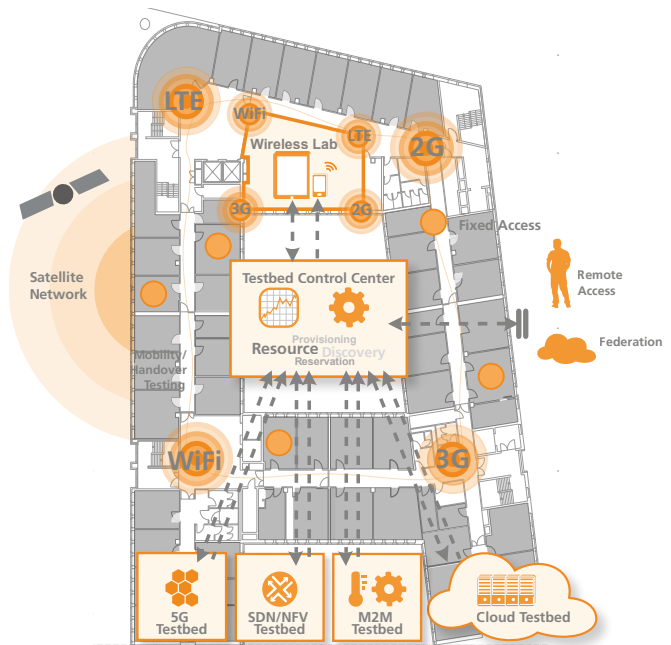 LTE
WiFi
LTE
2G
Wireless Lab
3G
2G
Fixed Access
Satellite
Network
Testbed Control Center
Remote
Access
Provisioning
Resource Discovery
Reservation
Federation
Mobility/
Handover
Testing
WiFi
3G
5G
Testbed
SDN/NFV
Testbed
M2M
Testbed
Cloud Testbed